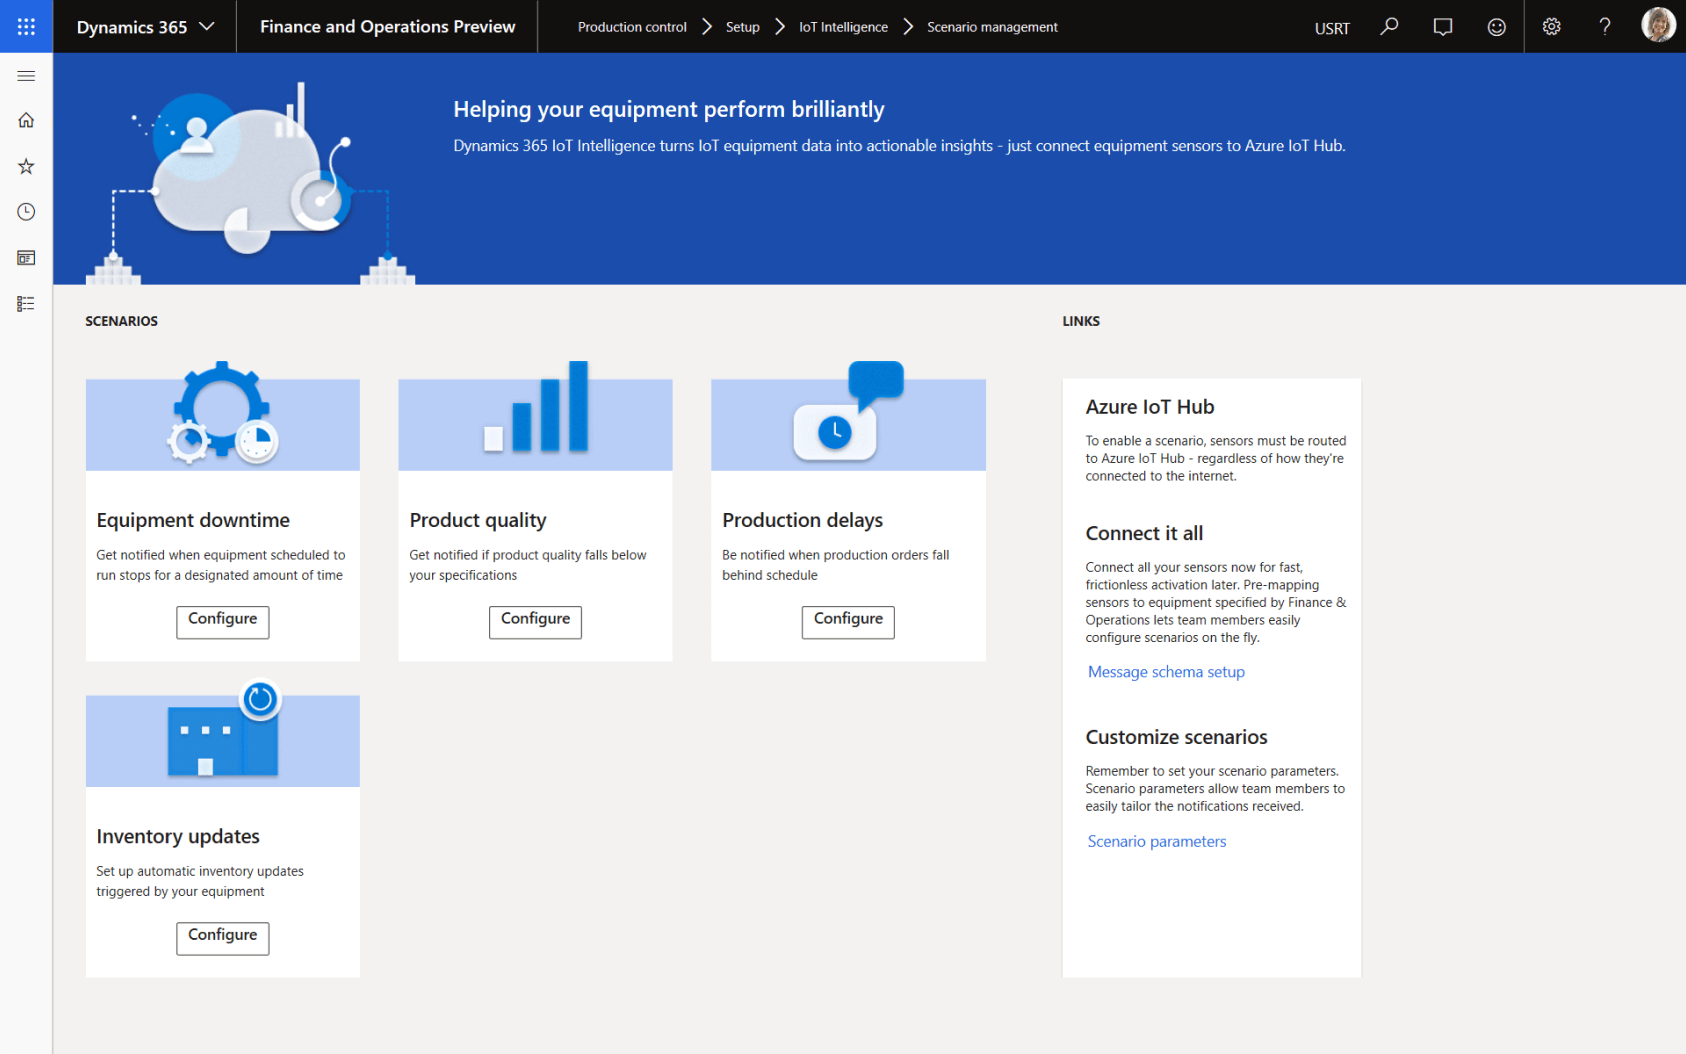 Dynamics 365
Finance and Operations Preview
Production control
Setup
IoT Intelligence
Scenario management
USRT
?
Helping your equipment perform brilliantly
Dynamics 365 IoT Intelligence turns IoT equipment data into actionable insights - just connect equipment sensors to Azure IoT Hub.
SCENARIOS
Equipment downtime
Get notified when equipment scheduled to
run stops for a designated amount of time
Configure
Product quality
Get notified if product quality falls below
your specifications
Configure
Production delays
Be notified when production orders fall
behind schedule
Configure
Inventory updates
Set up automatic inventory updates
triggered by your equipment
Configure
LINKS
Azure IoT Hub
To enable a scenario, sensors must be routed
to Azure IoT Hub - regardless of how they're
connected to the internet.
Connect it all
Connect all your sensors now for fast,
frictionless activation later. Pre-mapping
sensors to equipment specified by Finance &
Operations lets team members easily
configure scenarios on the fly.
Message schema setup
Customize scenarios
Remember to set your scenario parameters.
Scenario parameters allow team members to
easily tailor the notifications received.
Scenario parameters